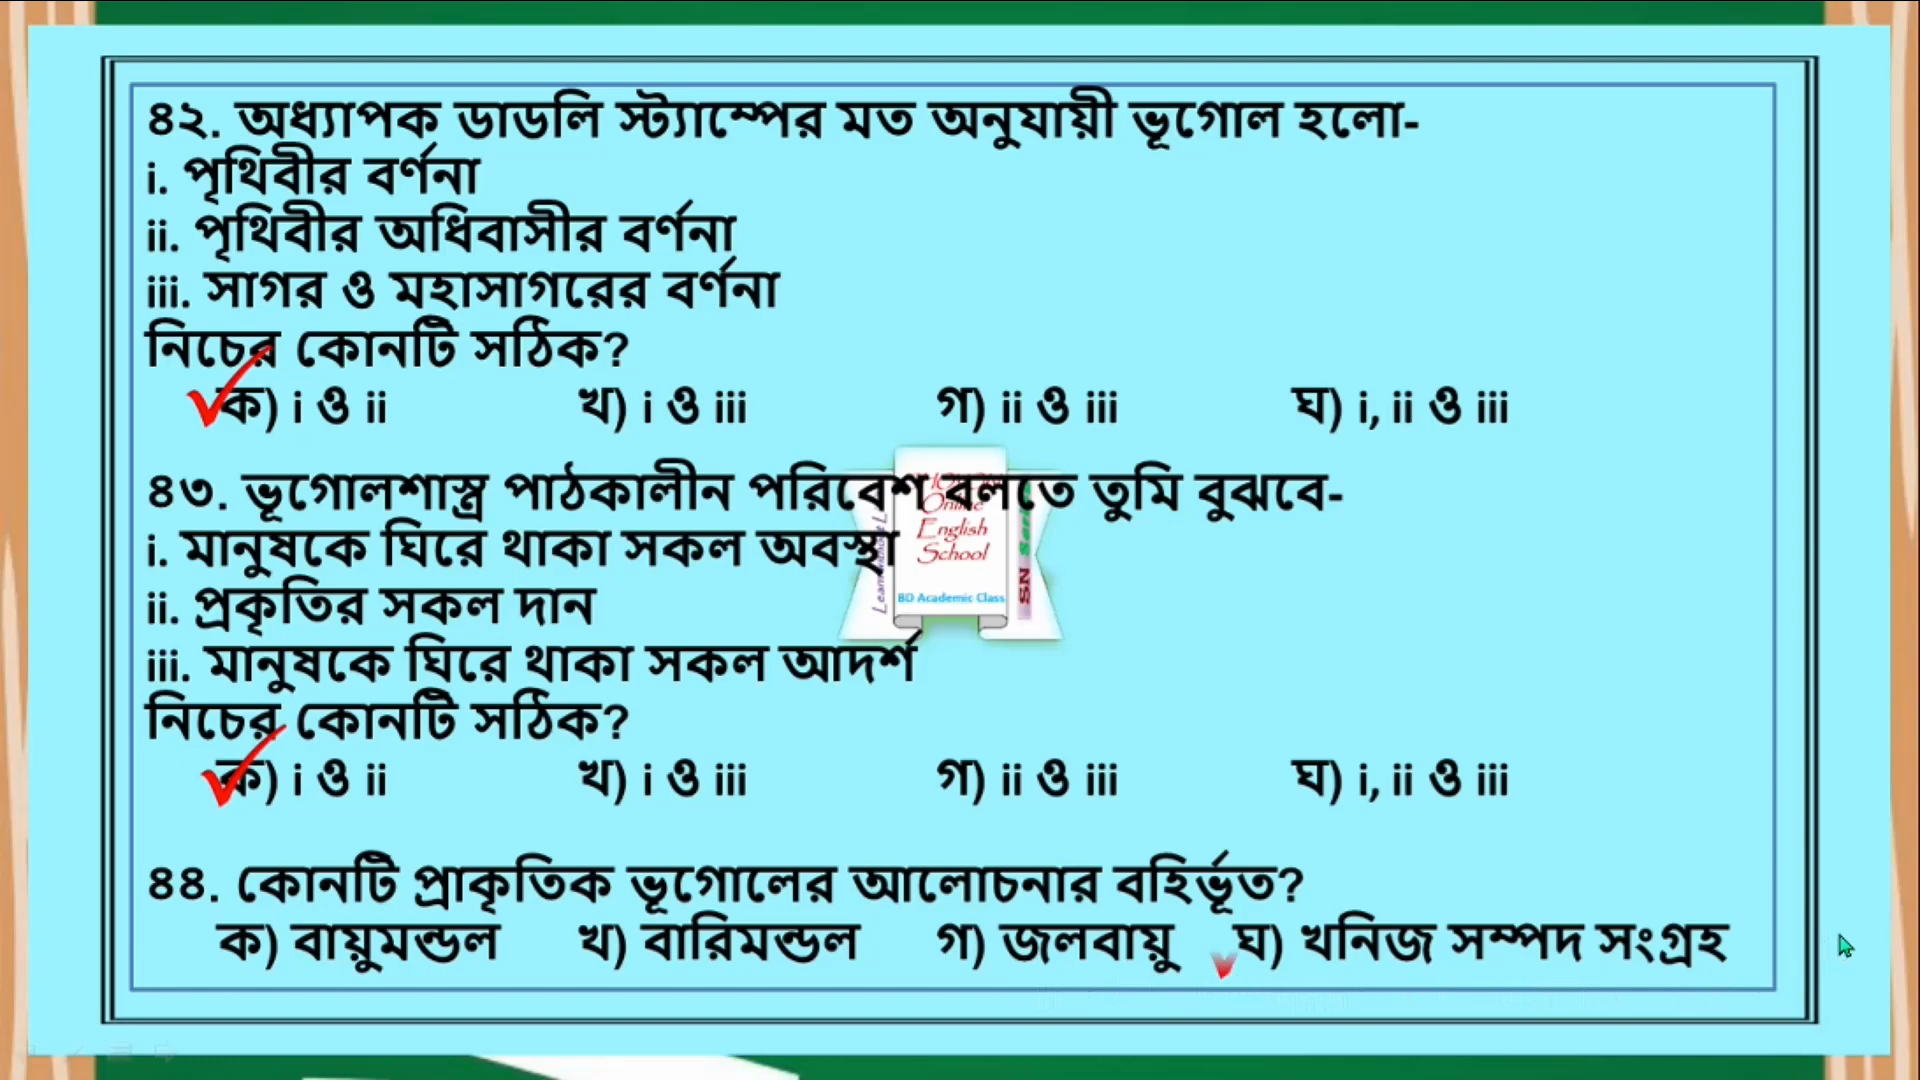 ৪২. অধ্যাপক ডাডলি স্ট্যাম্পের মত অনুযায়ী ভূগোল হলো-
i. পৃথিবীর বর্ণনা
ii. পৃথিবীর অধিবাসীর বর্ণনা
iii. সাগর ও মহাসাগরের বর্ণনা
নিচের কোনটি সঠিক?
ক) i ও ii খ) i ও iii গ) ii ও iii ঘ) i, ii ও iii
৪৩. ভূগোলশাস্ত্র পাঠকালীন পরিবেশ বলতে তুমি বুঝবে-
i. মানুষকে ঘিরে থাকা সকল অবস্থা
ii. প্রকৃতির সকল দান
iii. মানুষকে ঘিরে থাকা সকল আদর্শ
নিচের কোনটি সঠিক?
ক) i ও ii খ) i ও iii গ) ii ও iii ঘ) i, ii ও iii
Online
English
School
BD Academic Class
SN
৪৪. কোনটি প্রাকৃতিক ভূগোলের আলোচনার বহির্ভূত?
ক) বায়ুমন্ডল খ) বারিমন্ডল গ) জলবায়ু ঘ) খনিজ সম্পদ সংগ্রহ